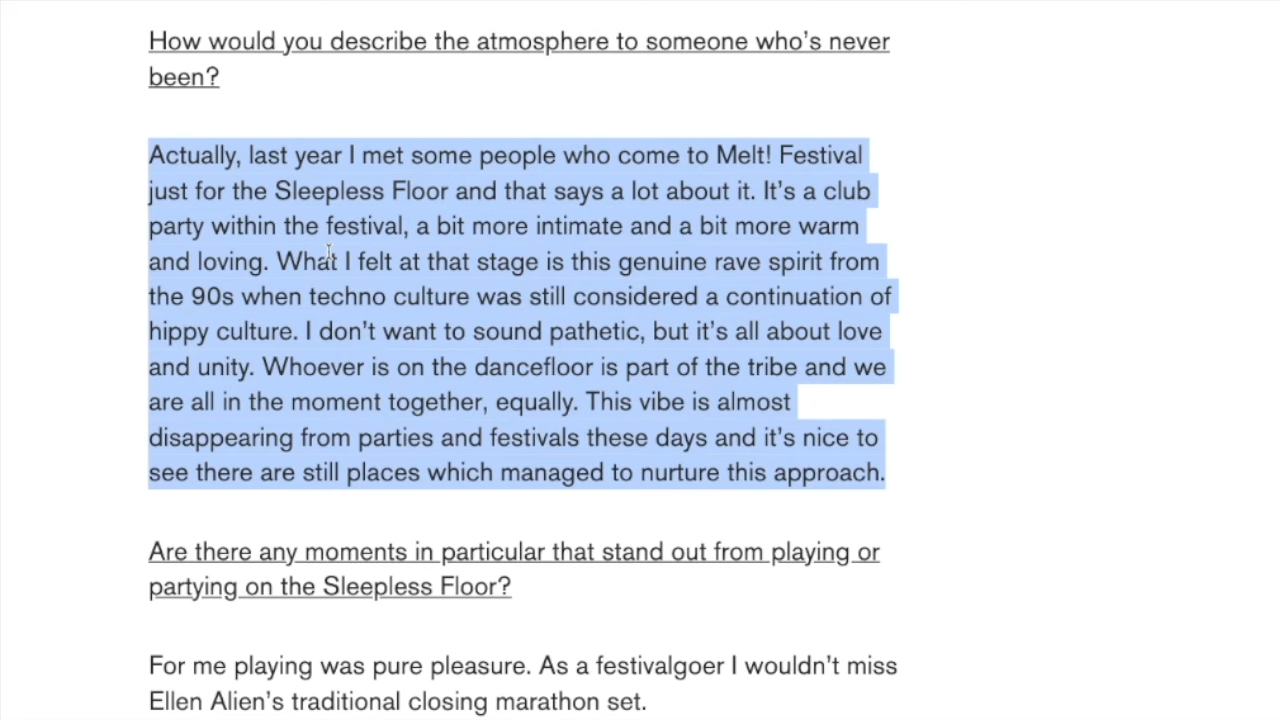 How would you describe the atmosphere to someone who's never
been?
Actually, last year I met some people who come to Melt! Festival
just for the Sleepless Floor and that says a lot about it. It's a club
party within the festival, a bit more intimate and a bit more warm
and loving. What I felt at that stage is this genuine rave spirit from
the 90s when techno culture was still considered a continuation of
hippy culture. I don't want to sound pathetic, but it's all about love
and unity. Whoever is on the dancefloor is part of the tribe and we
are all in the moment together, equally. This vibe is almost
disappearing from parties and festivals these days and it's nice to
see there are still places which managed to nurture this approach.
Are there any moments in particular that stand out from playing or
partying on the Sleepless Floor?
For me playing was pure pleasure. As a festivalgoer I wouldn't miss
Ellen Alien's traditional closing marathon set.